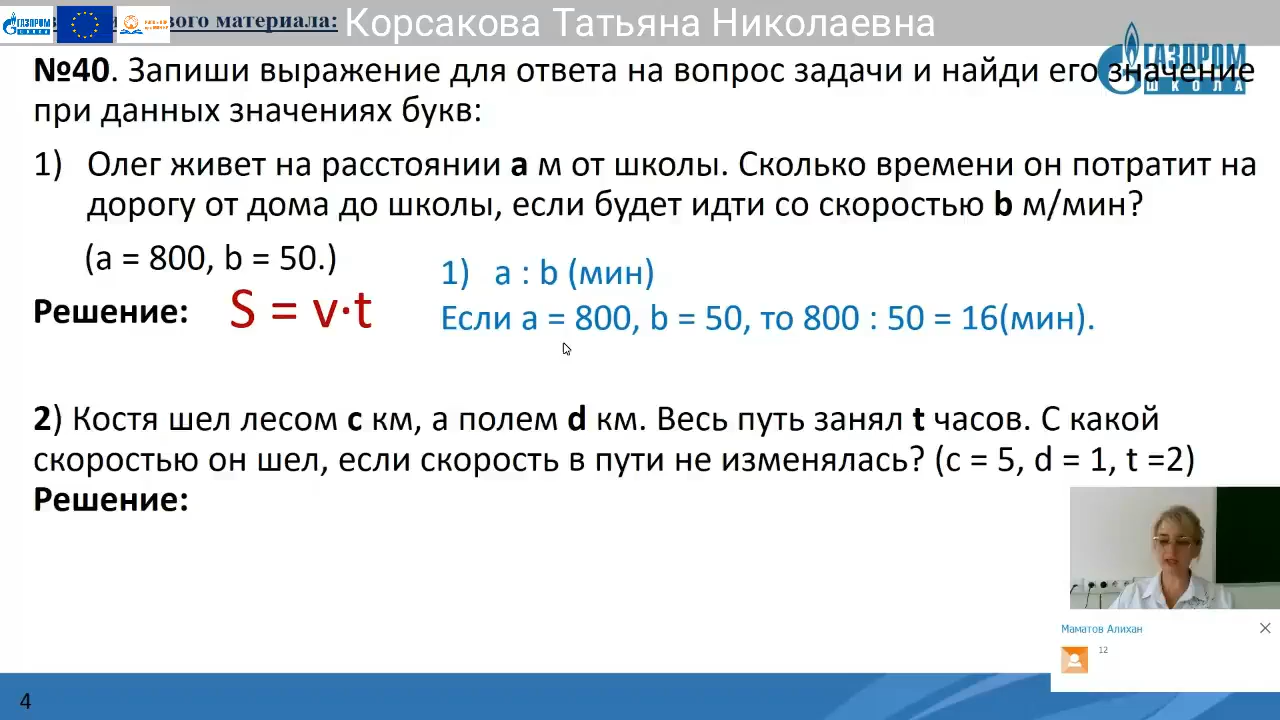 вого материала:
Корсакова Татьяна Николаевна
ГАЗПРОМ
ШКОЛА
№40. Запиши выражение для ответа на вопрос задачи и найди его значение
при данных значениях букв:
1) Олег живет на расстоянии a м от школы. Сколько времени он потратит на
дорогу от дома до школы, если будет идти со скоростью b м/мин?
(a = 800, b = 50.)
1) a : b (мин)
Решение: S = v·t
Если a = 800, b = 50, то 800 : 50 = 16(мин).
2) Костя шел лесом c км, а полем d км. Весь путь занял t часов. С какой
скоростью он шел, если скорость в пути не изменялась? (c = 5, d = 1, t =2)
Решение:
Маматов Алихан
12
4